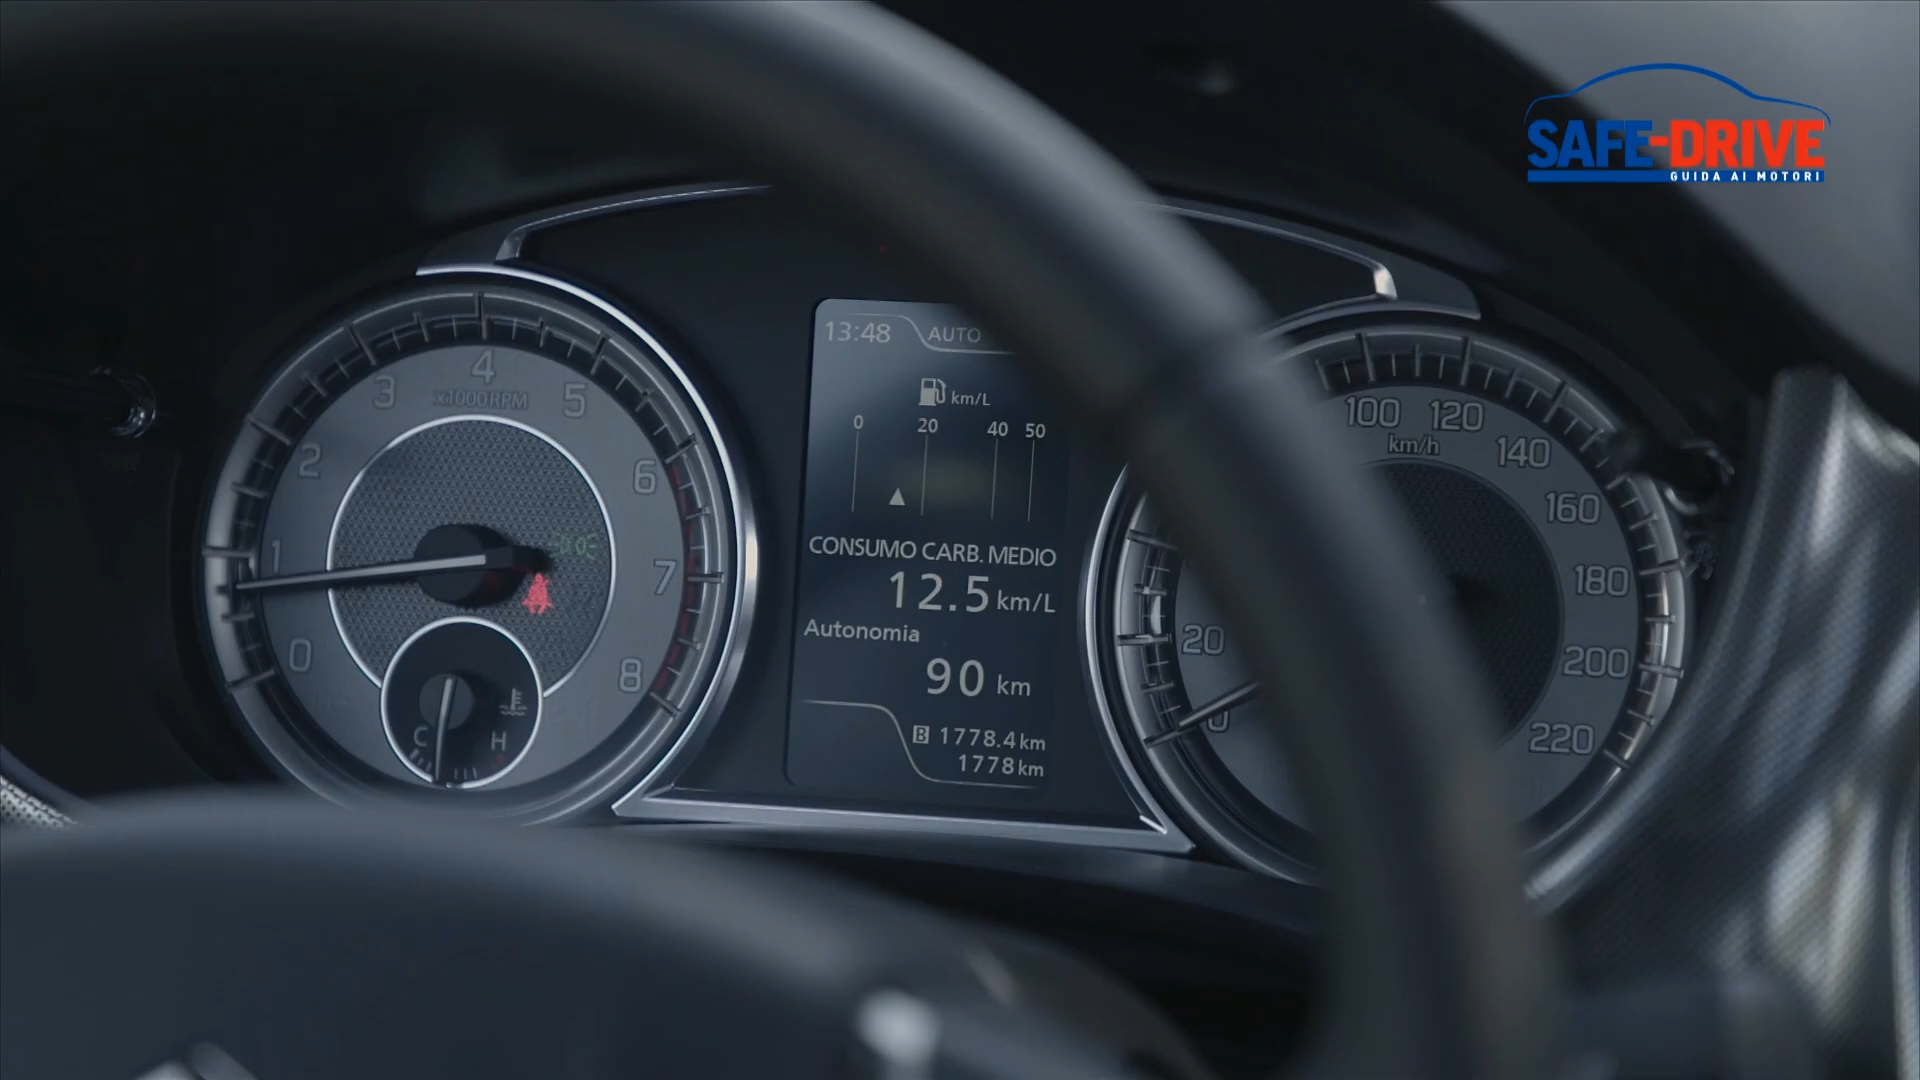 SAFE-DRIVE
GUIDA AI MOTORI
13:48 AUTO
km/L
0 20 40 50
CONSUMO CARB. MEDIO
12.5 km/L
Autonomia
90 km
B 1778.4 km
1778 km
0 1 2 3 4 5 6 7 8
x1000RPM
C H
0 20 100 120 140 160 180 200 220
km/h